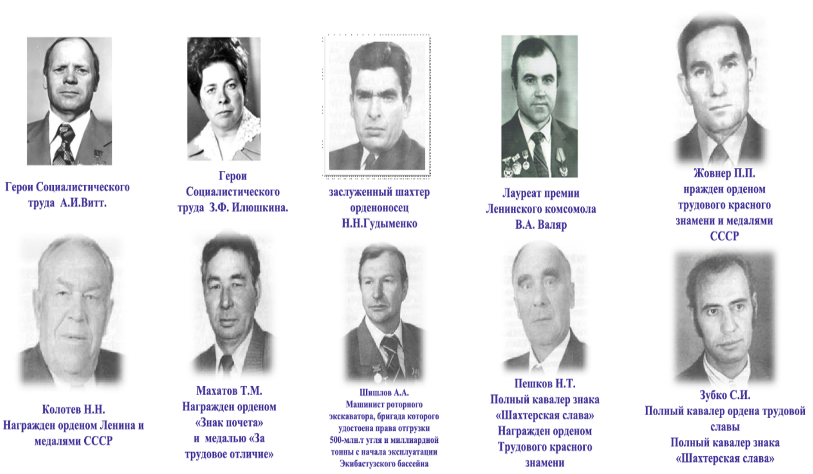 Герои Социалистического
труда А.И.Витт.
Герои
Социалистического
труда З.Ф. Илюшкина.
заслуженный шахтер
орденоносец
Н.Н.Гудыменко
Лауреат премии
Ленинского комсомола
В.А. Валяр
Жовнер П.П.
нражден орденом
трудового красного
знамени и медалями
СССР
Колотев Н.Н.
Награжден орденом Ленина и
медалями СССР
Махатов Т.М.
Награжден орденом
«Знак почета»
и медалью «За
трудовое отличие»
Шишлов А.А.
Машинист роторного
экскаватора, бригада которого
удостоена права отгрузки
500-млн.т угля и миллиардной
тонны с начала эксплуатации
Экибастузского бассейна
Пешков Н.Т.
Полный кавалер знака
«Шахтерская слава»
Награжден орденом
Трудового красного
знамени
Зубко С.И.
Полный кавалер ордена трудовой
славы
Полный кавалер знака
«Шахтерская слава»